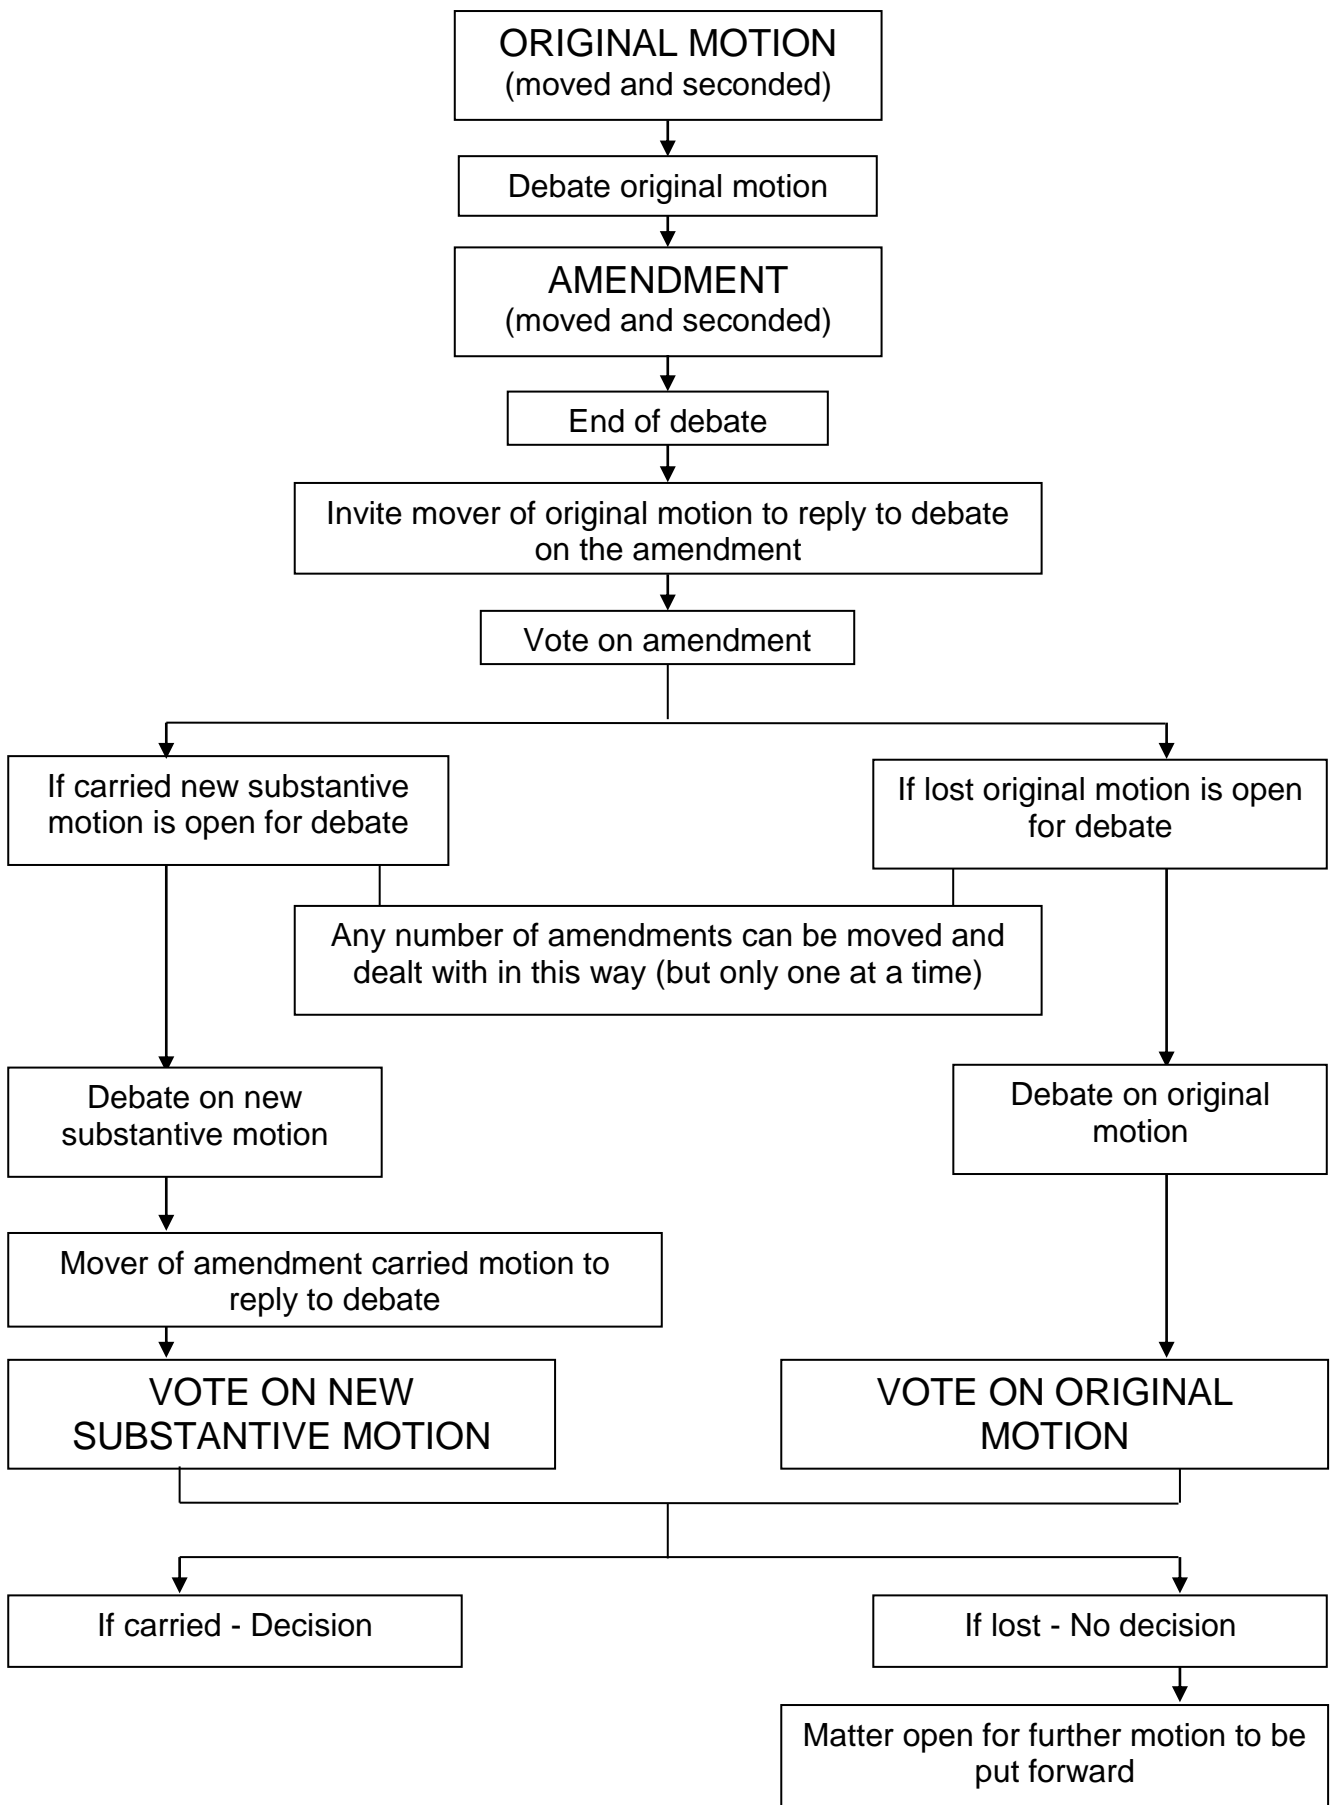 ORIGINAL MOTION
(moved and seconded)
Debate original motion
AMENDMENT
(moved and seconded)
End of debate
Invite mover of original motion to reply to debate
on the amendment
Vote on amendment
If carried new substantive
motion is open for debate
If lost original motion is open
for debate
Any number of amendments can be moved and
dealt with in this way (but only one at a time)
Debate on new
substantive motion
Debate on original
motion
Mover of amendment carried motion to
reply to debate
VOTE ON NEW
SUBSTANTIVE MOTION
VOTE ON ORIGINAL
MOTION
If carried - Decision
If lost - No decision
Matter open for further motion to be
put forward